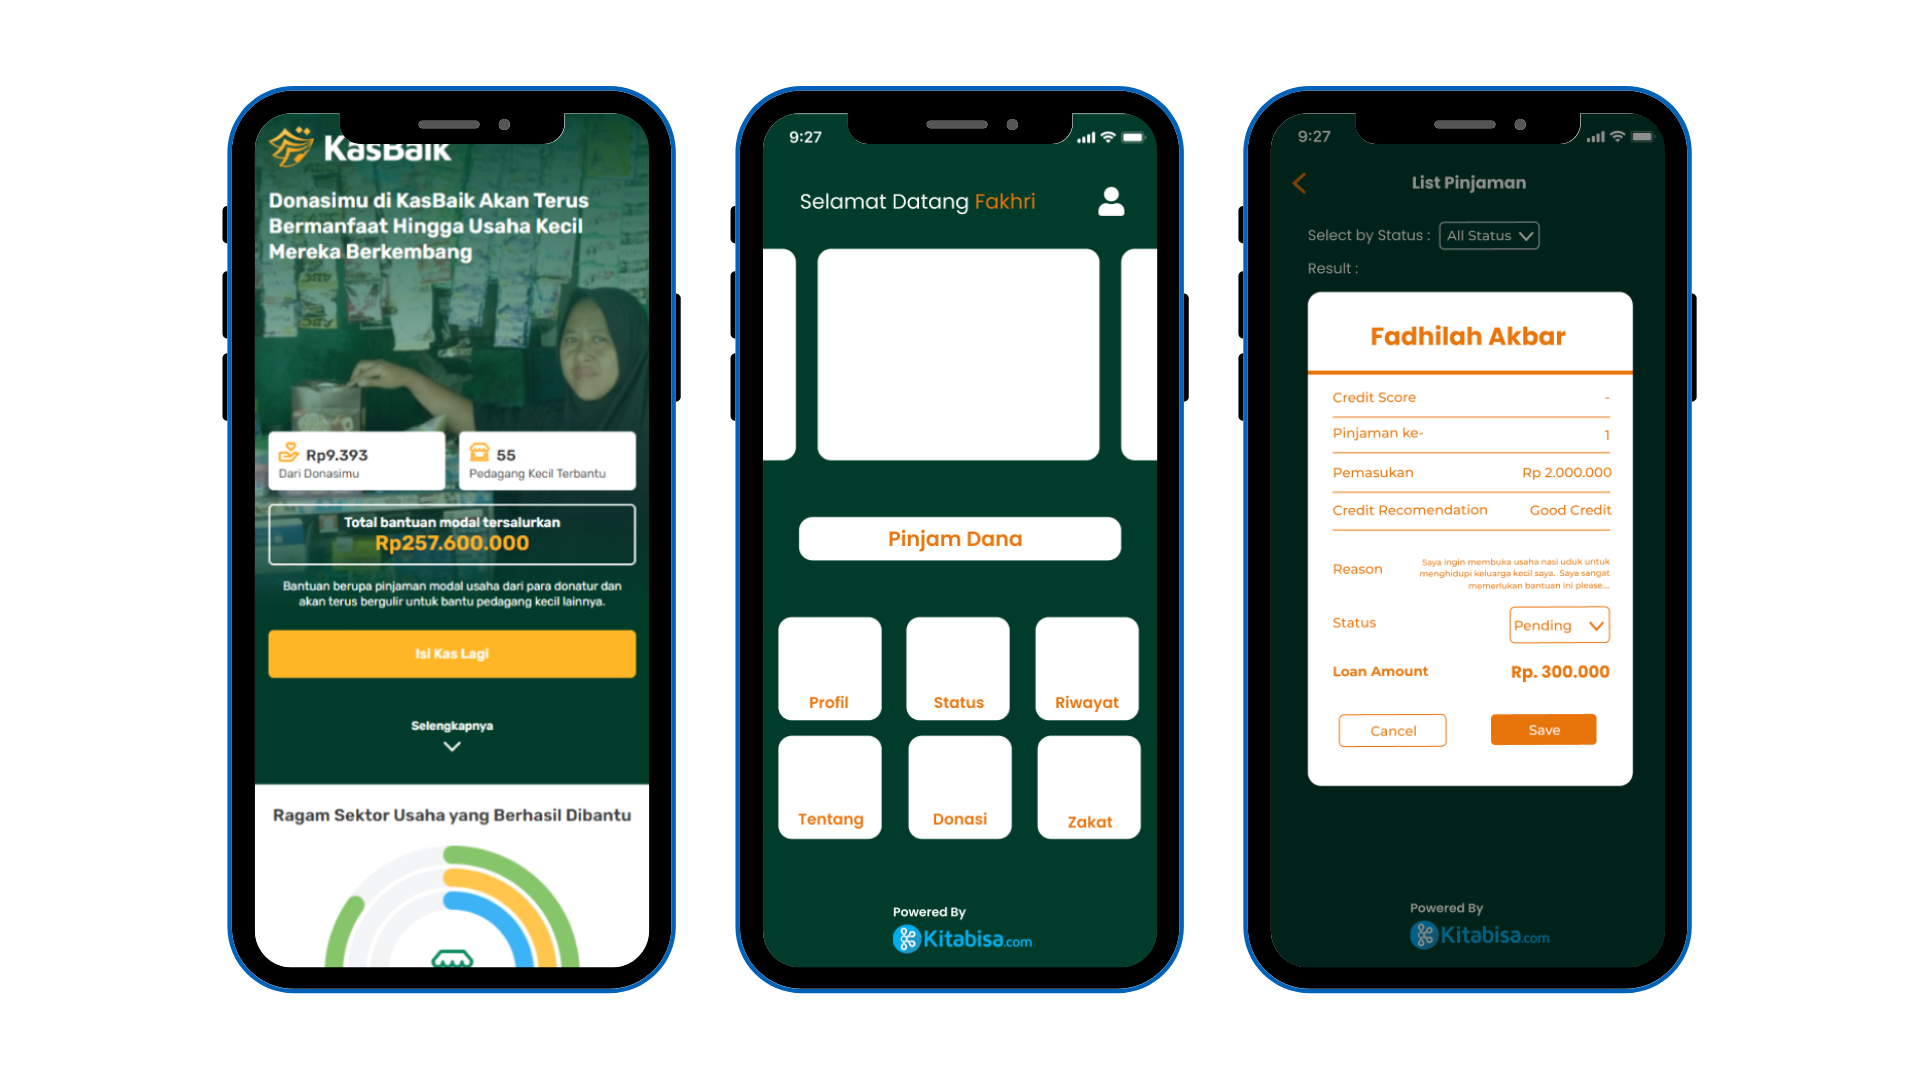 KasBaik
Donasimu di KasBaik Akan Terus
Bermanfaat Hingga Usaha Kecil
Mereka Berkembang
Rp9.393
Dari Donasimu
55
Pedagang Kecil Terbantu
Total bantuan modal tersalurkan
Rp257.600.000
Bantuan berupa pinjaman modal usaha dari para donatur dan
akan terus bergulir untuk bantu pedagang kecil lainnya.
Isi Kas Lagi
Selengkapnya
Ragam Sektor Usaha yang Berhasil Dibantu
9:27
Selamat Datang Fakhri
Pinjam Dana
Profil
Status
Riwayat
Tentang
Donasi
Zakat
Powered By
Kitabisa.com
9:27
List Pinjaman
Select by Status : All Status
Result :
Fadhilah Akbar
Credit Score -
Pinjaman ke- 1
Pemasukan Rp 2.000.000
Credit Recomendation Good Credit
Reason
Saya ingin membuka usaha nasi uduk untuk
menghidupi keluarga kecil saya. Saya sangat
memerlukan bantuan ini please...
Status Pending
Loan Amount Rp. 300.000
Cancel Save
Powered By
Kitabisa.com